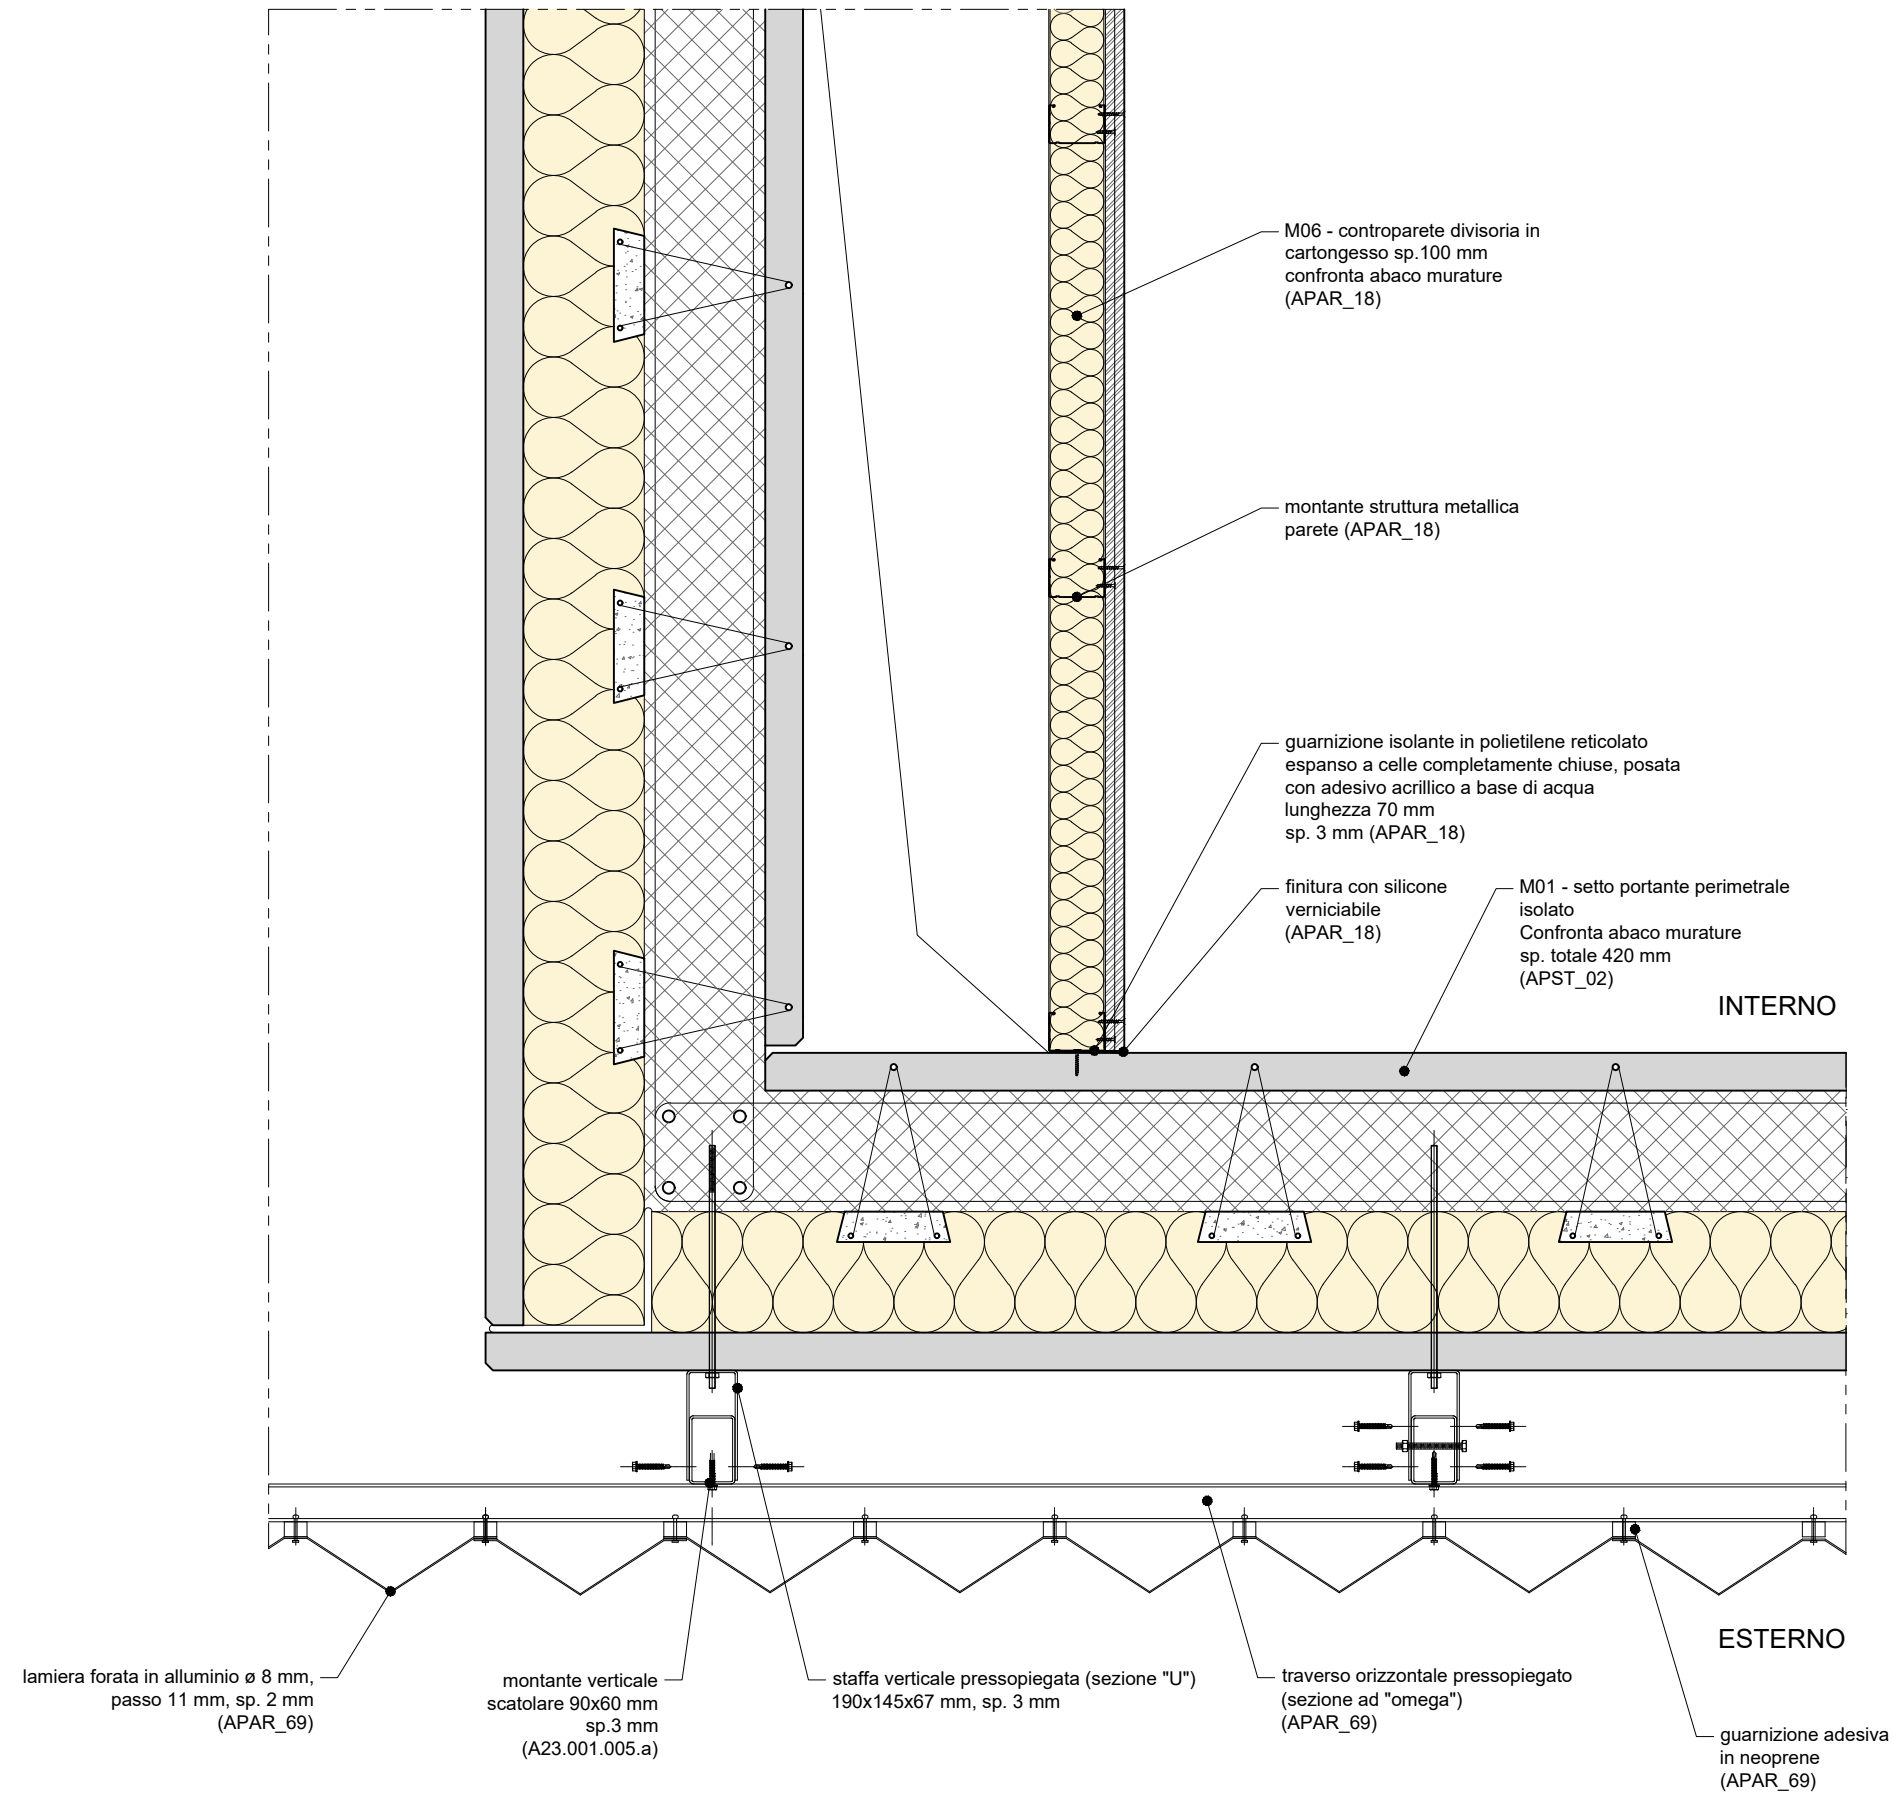 M06 - controparete divisoria in
cartongesso sp.100 mm
confronta abaco murature
(APAR_18)
montante struttura metallica
parete (APAR_18)
guarnizione isolante in polietilene reticolato
espanso a celle completamente chiuse, posata
con adesivo acrillico a base di acqua
lunghezza 70 mm
sp. 3 mm (APAR_18)
finitura con silicone
verniciabile
(APAR_18)
M01 - setto portante perimetrale
isolato
Confronta abaco murature
sp. totale 420 mm
(APST_02)
INTERNO
ESTERNO
lamiera forata in alluminio ø 8 mm,
passo 11 mm, sp. 2 mm
(APAR_69)
montante verticale
scatolare 90x60 mm
sp.3 mm
(A23.001.005.a)
staffa verticale pressopiegata (sezione "U")
190x145x67 mm, sp. 3 mm
traverso orizzontale pressopiegato
(sezione ad "omega")
(APAR_69)
guarnizione adesiva
in neoprene
(APAR_69)